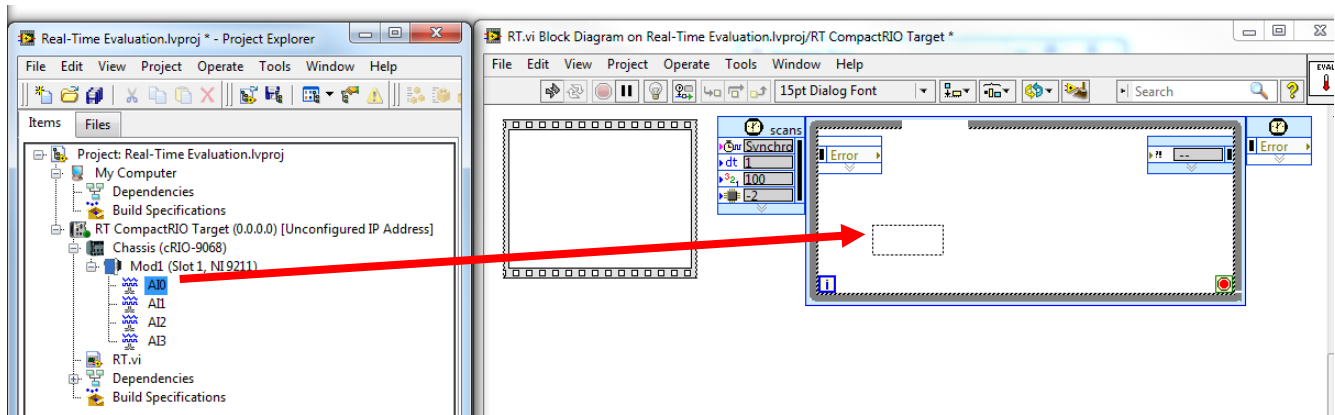 Real-Time Evaluation.lvproj * - Project Explorer
File Edit View Project Operate Tools Window Help
Items Files
Project: Real-Time Evaluation.lvproj
My Computer
Dependencies
Build Specifications
RT CompactRIO Target (0.0.0.0) [Unconfigured IP Address]
Chassis (cRIO-9068)
Mod1 (Slot 1, NI 9211)
AI0
AI1
AI2
AI3
RT.vi
Dependencies
Build Specifications
RT.vi Block Diagram on Real-Time Evaluation.lvproj/RT CompactRIO Target *
File Edit View Project Operate Tools Window Help
15pt Dialog Font
Search
EVAL
scans
Synchro
dt 1
100
-2
Error
?! --
Error
i